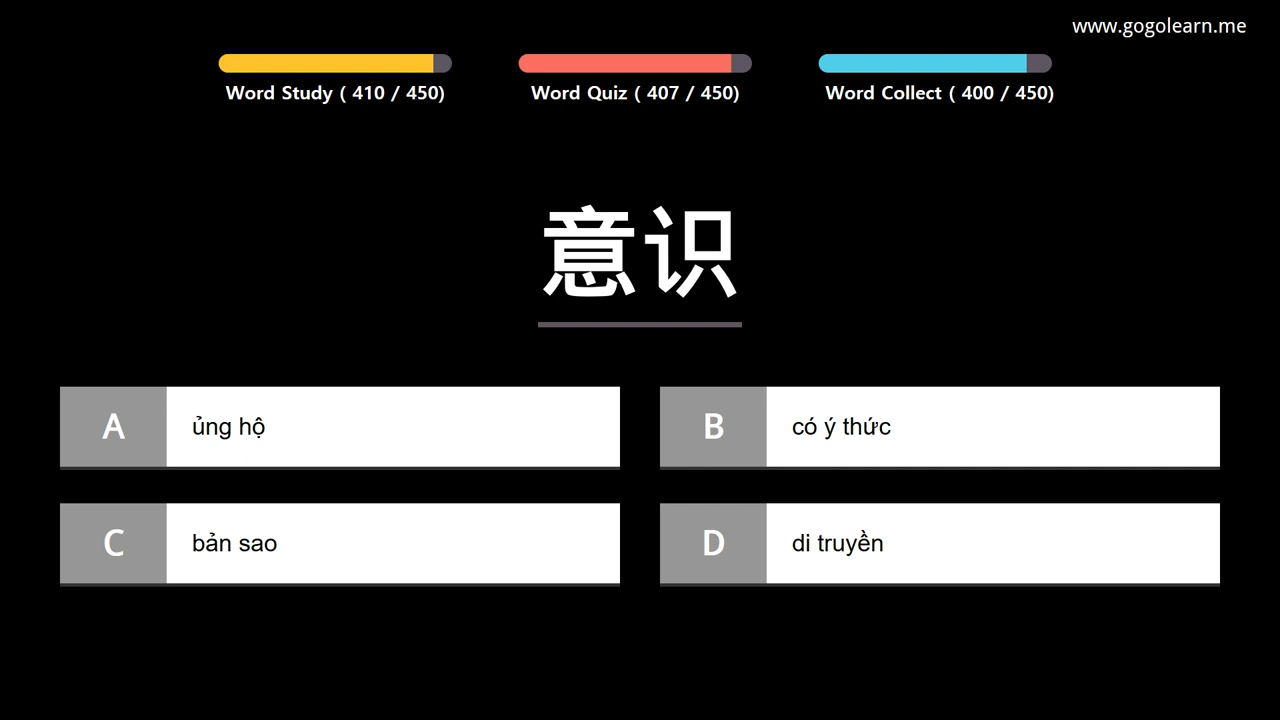 www.gogolearn.me
Word Study ( 410 / 450)
Word Quiz ( 407 / 450)
Word Collect ( 400 / 450)
意识
A
ủng hộ
B
có ý thức
C
bản sao
D
di truyền